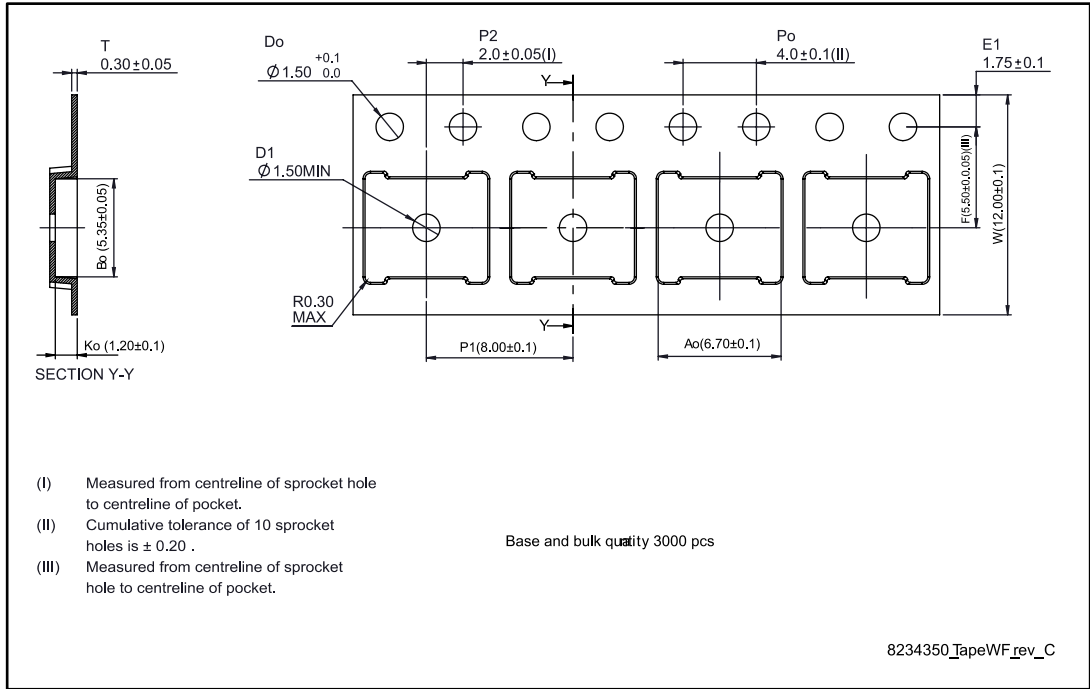 T
0.30±0.05
Do
+0.1
Ø1.50 0.0
P2
2.0±0.05(I)
Po
4.0±0.1(II)
E1
1.75±0.1
Y
D1
Ø1.50MIN
Bo (5.35±0.05)
F(5.50±0.0.05)(III)
W(12.00±0.1)
R0.30
MAX
Y
Ko (1.20±0.1)
P1(8.00±0.1)
Ao(6.70±0.1)
SECTION Y-Y
(I) Measured from centreline of sprocket hole
to centreline of pocket.
(II) Cumulative tolerance of 10 sprocket
holes is ± 0.20 .
(III) Measured from centreline of sprocket
hole to centreline of pocket.
Base and bulk quatity 3000 pcs
8234350_TapeWF_rev_C